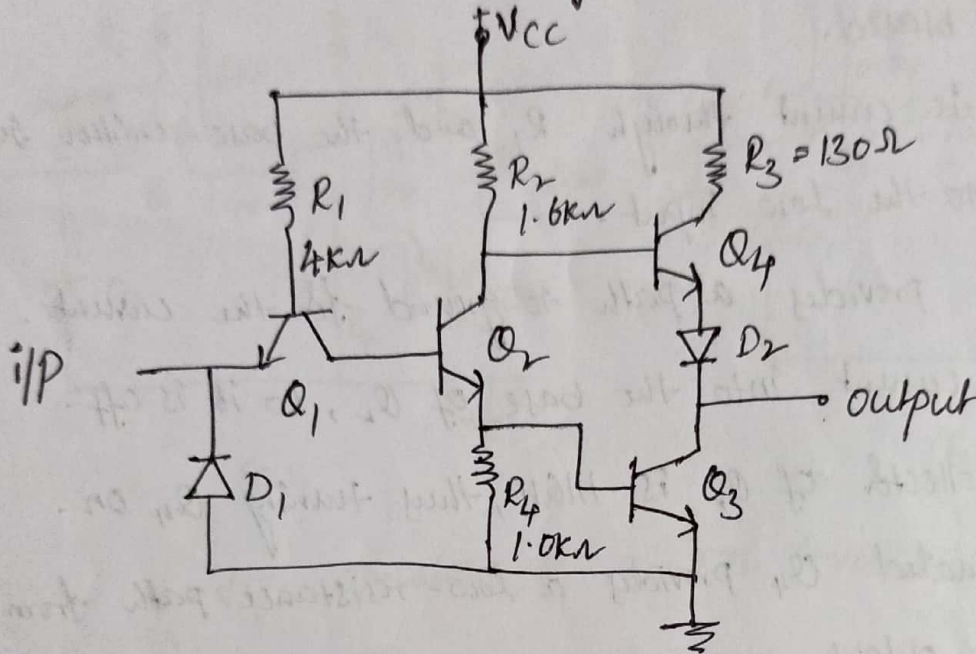 +VCC
R1
4KΩ
R2
1.6KΩ
R3 = 130Ω
Q4
i/P
Q1
Q2
D2
output
D1
R4
1.0KΩ
Q3